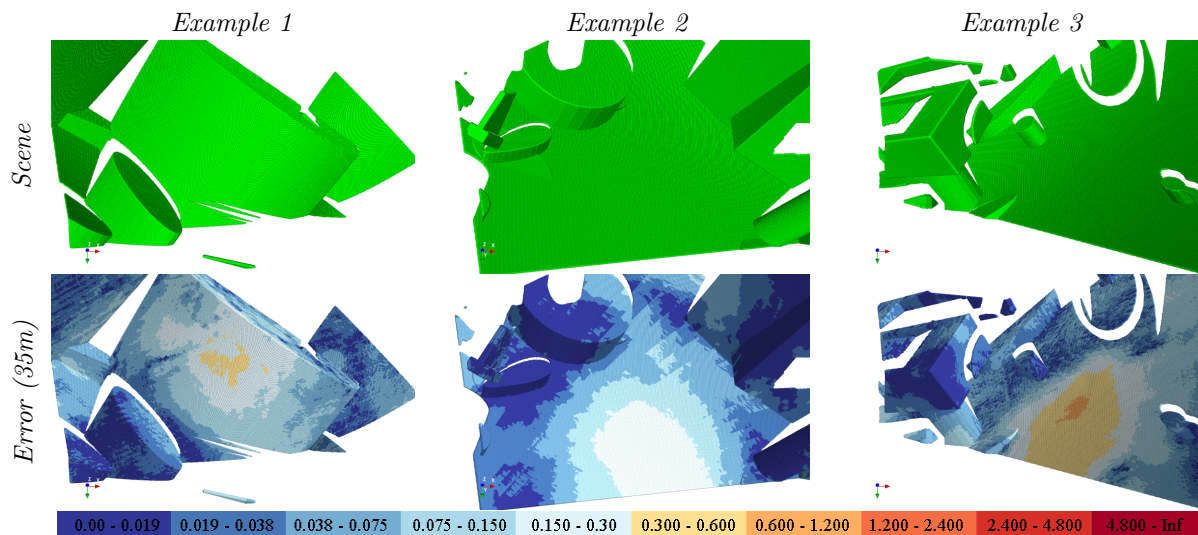 Example 1 Example 2 Example 3
Scene
Error (35m)
0.00 - 0.019 0.019 - 0.038 0.038 - 0.075 0.075 - 0.150 0.150 - 0.30 0.300 - 0.600 0.600 - 1.200 1.200 - 2.400 2.400 - 4.800 4.800 - Inf